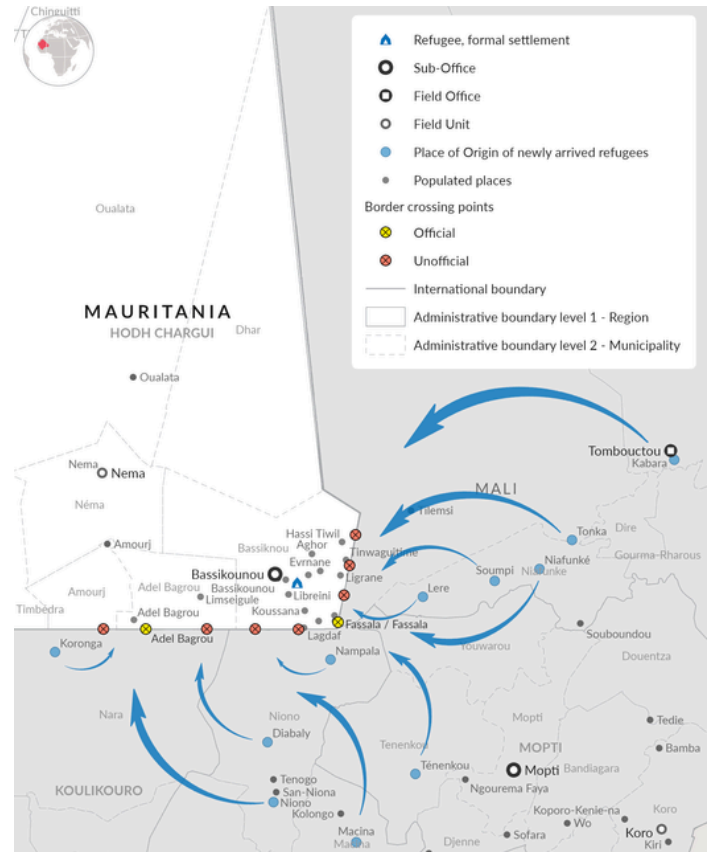 Chinguitti
Refugee, formal settlement
Sub-Office
Field Office
Field Unit
Place of Origin of newly arrived refugees
Populated places
Border crossing points
Official
Unofficial
International boundary
Administrative boundary level 1 - Region
Administrative boundary level 2 - Municipality
Oualata
MAURITANIA
HODH CHARGUI
Dhar
Oualata
Tombouctou
Kabara
Nema
Nema
MALI
Néma
Tilemsi
Tonka
Dire
Hassi Tiwil
Amourj
Bassiknou
Aghor
Tinwaguitime
Gourma-Rharous
Evrnane
Niafunké
Niafunke
Bassikounou
Ligrane
Soumpi
Amourj
Adel Bagrou
Bassikounou
Libreini
Lere
Limseigule
Timbedra
Adel Bagrou
Koussana
Fassala / Fassala
Souboundou
Adel Bagrou
Lagdaf
Koronga
Nampala
Youwarou
Douentza
Nara
Niono
Mopti
Tedie
Diabaly
Tenenkou
MOPTI
Bamba
Ténenkou
Mopti
Bandiagara
KOULIKOURO
Tenogo
Ngourema Faya
San-Niona
Niono
Kolongo
Koporo-Kenie-na
Koro
Wo
Macina
Macina
Sofara
Koro
Djenne
Kiri